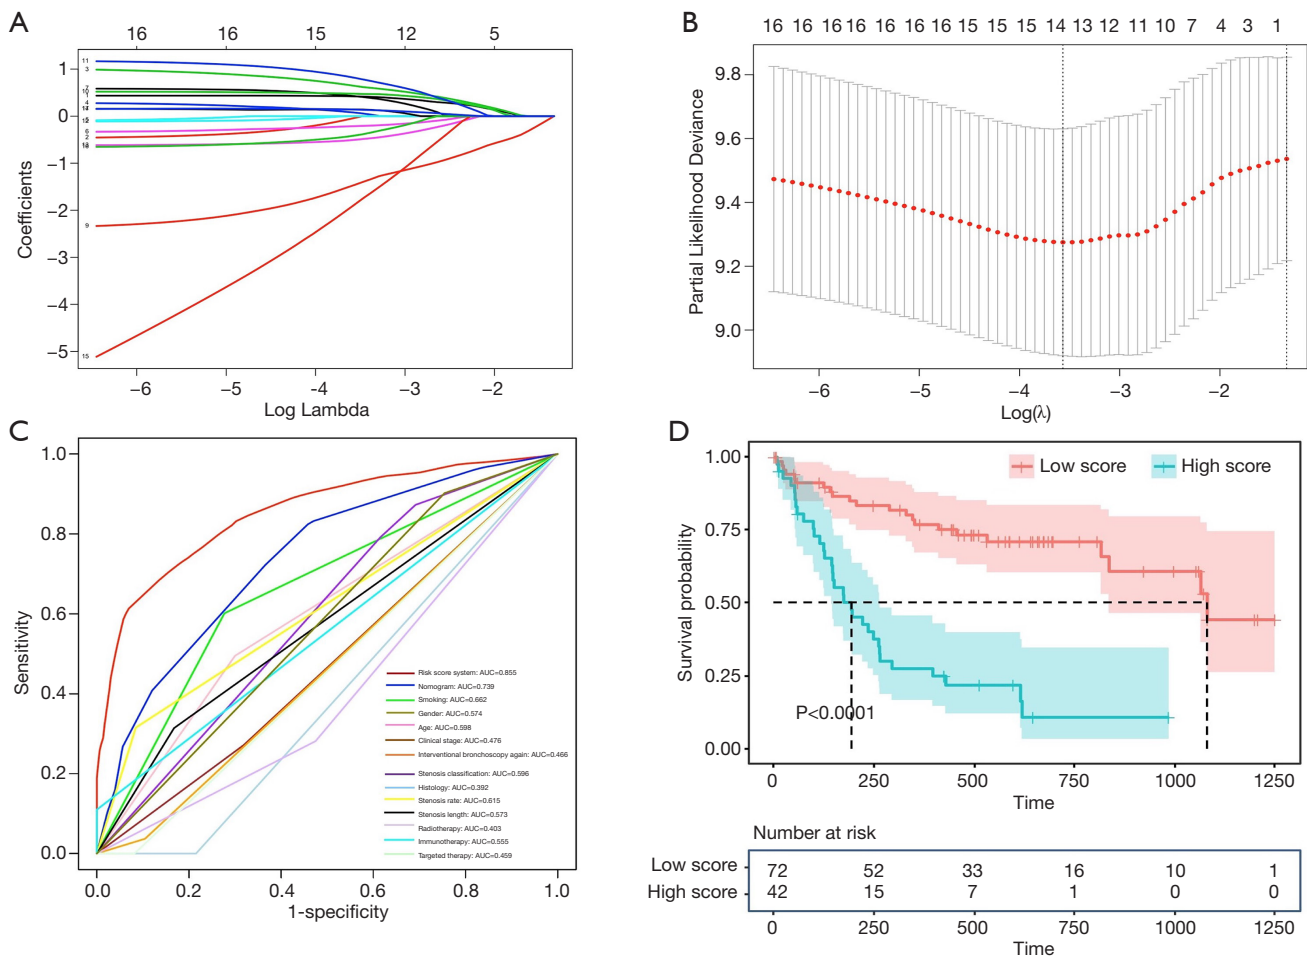 A
16 16 15 12 5
1
0
−1
−2
−3
−4
−5
Coefficients
11
3
7
1
4
6
2
9
15
−6 −5 −4 −3 −2
Log Lambda
B
16 16 16 16 16 16 15 15 15 14 13 12 11 10 7 4 3 1
9.8
9.6
9.4
9.2
9.0
Partial Likelihood Deviance
−6 −5 −4 −3 −2
Log(λ)
C
1.0
0.8
0.6
0.4
0.2
0.0
Sensitivity
Risk score system: AUC=0.855
Nomogram: AUC=0.739
Smoking: AUC=0.662
Gender: AUC=0.574
Age: AUC=0.598
Clinical stage: AUC=0.476
Interventional bronchoscopy again: AUC=0.466
Stenosis classification: AUC=0.596
Histology: AUC=0.392
Stenosis rate: AUC=0.615
Stenosis length: AUC=0.573
Radiotherapy: AUC=0.403
Immunotherapy: AUC=0.555
Targeted therapy: AUC=0.459
0.0 0.2 0.4 0.6 0.8 1.0
1-specificity
D
Low score High score
1.00
0.75
0.50
0.25
0.00
Survival probability
P<0.0001
0 250 500 750 1000 1250
Time
Number at risk
Low score 72 52 33 16 10 1
High score 42 15 7 1 0 0
0 250 500 750 1000 1250
Time